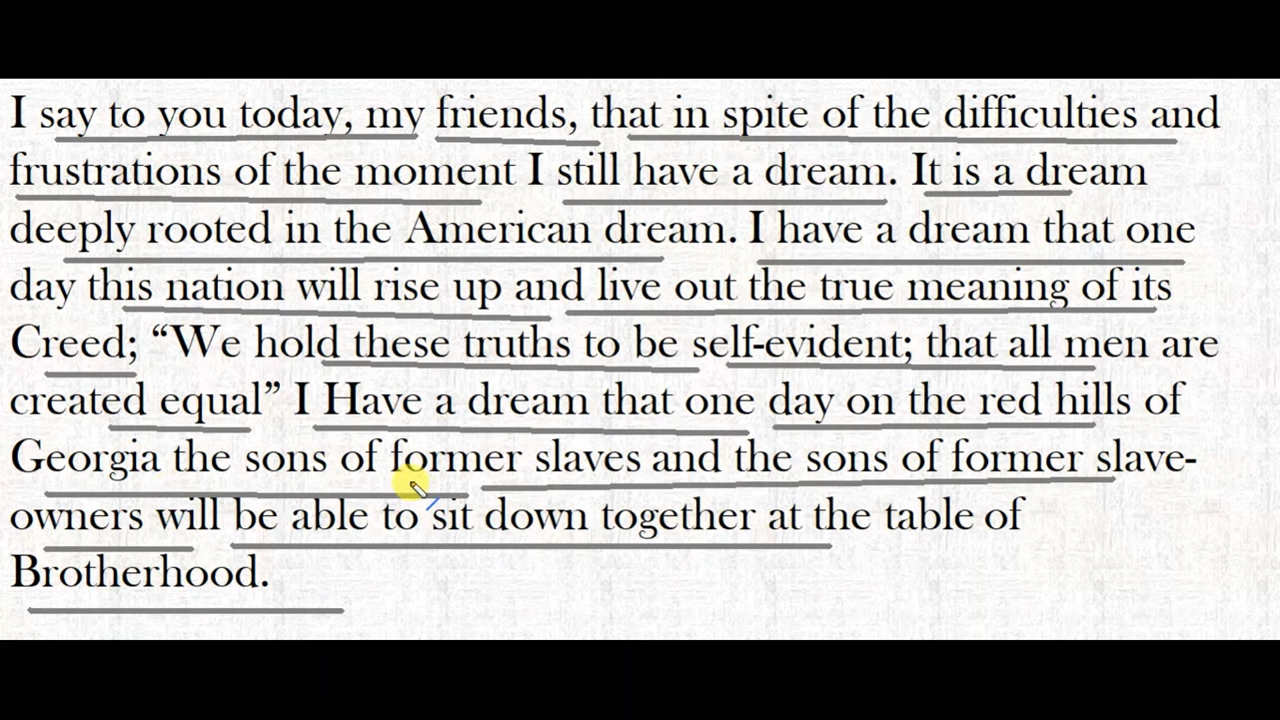 I say to you today, my friends, that in spite of the difficulties and
frustrations of the moment I still have a dream. It is a dream
deeply rooted in the American dream. I have a dream that one
day this nation will rise up and live out the true meaning of its
Creed; “We hold these truths to be self-evident; that all men are
created equal” I Have a dream that one day on the red hills of
Georgia the sons of former slaves and the sons of former slave-
owners will be able to sit down together at the table of
Brotherhood.